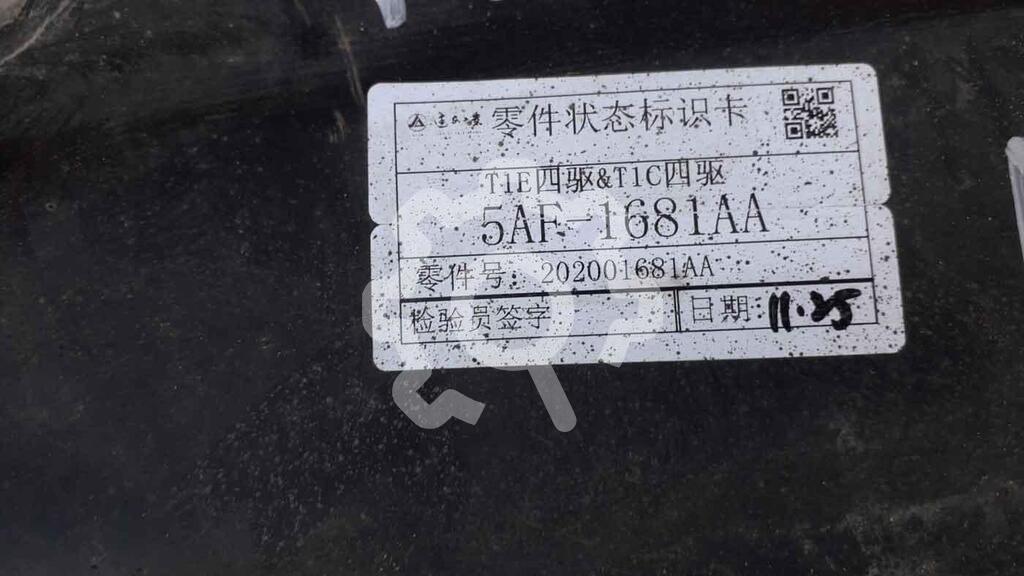 零件状态标识卡
T1E四驱&T1C四驱
5AF-1681AA
零件号: 202001681AA
检验员签字
日期: 11.25